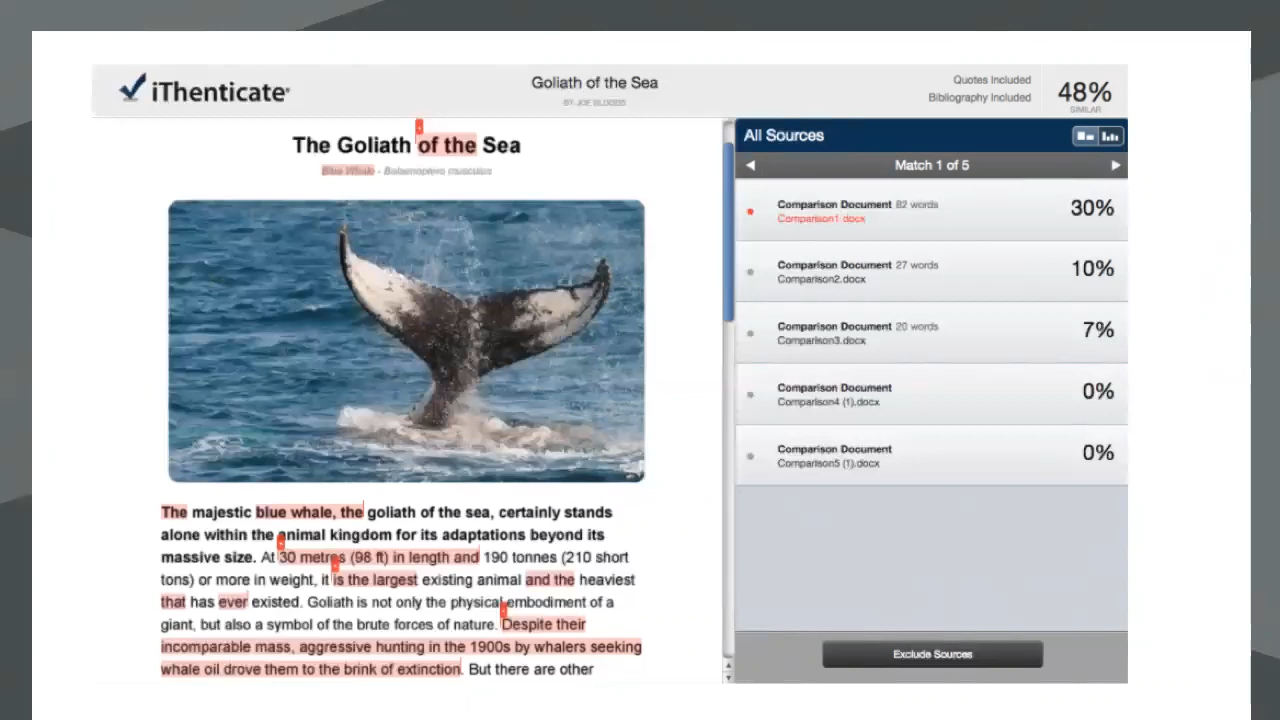 iThenticate
Goliath of the Sea
BY JOE BLOGGS
Quotes Included
Bibliography Included
48%
SIMILAR
The Goliath of the Sea
Blue Whale - Balaenoptera musculus
The majestic blue whale, the goliath of the sea, certainly stands
alone within the animal kingdom for its adaptations beyond its
massive size. At 30 metres (98 ft) in length and 190 tonnes (210 short
tons) or more in weight, it is the largest existing animal and the heaviest
that has ever existed. Goliath is not only the physical embodiment of a
giant, but also a symbol of the brute forces of nature. Despite their
incomparable mass, aggressive hunting in the 1900s by whalers seeking
whale oil drove them to the brink of extinction. But there are other
All Sources
Match 1 of 5
Comparison Document 82 words
Comparison1.docx
30%
Comparison Document 27 words
Comparison2.docx
10%
Comparison Document 20 words
Comparison3.docx
7%
Comparison Document
Comparison4 (1).docx
0%
Comparison Document
Comparison5 (1).docx
0%
Exclude Sources